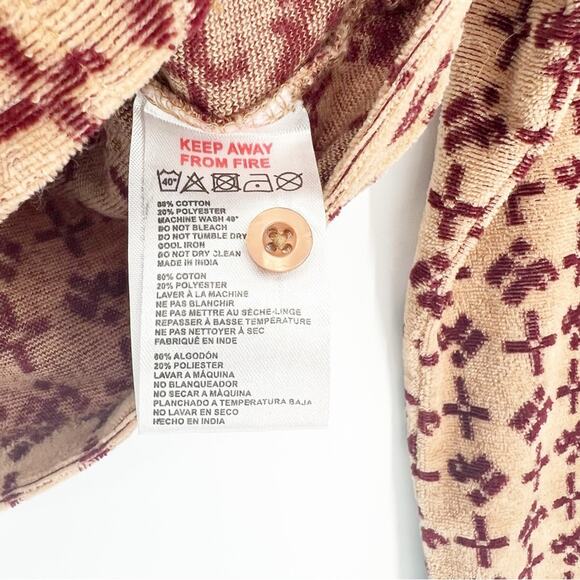 KEEP AWAY
FROM FIRE
40°
80% COTTON
20% POLYESTER
MACHINE WASH 40°
DO NOT BLEACH
DO NOT TUMBLE DRY
COOL IRON
DO NOT DRY CLEAN
MADE IN INDIA
80% COTON
20% POLYESTER
LAVER À LA MACHINE
NE PAS BLANCHIR
NE PAS METTRE AU SÈCHE-LINGE
REPASSER À BASSE TEMPÉRATURE
NE PAS NETTOYER À SEC
FABRIQUÉ EN INDE
80% ALGODÓN
20% POLIESTER
LAVAR A MÁQUINA
NO BLANQUEADOR
NO SECAR A MÁQUINA
PLANCHADO A TEMPERATURA BAJA
NO LAVAR EN SECO
HECHO EN INDIA